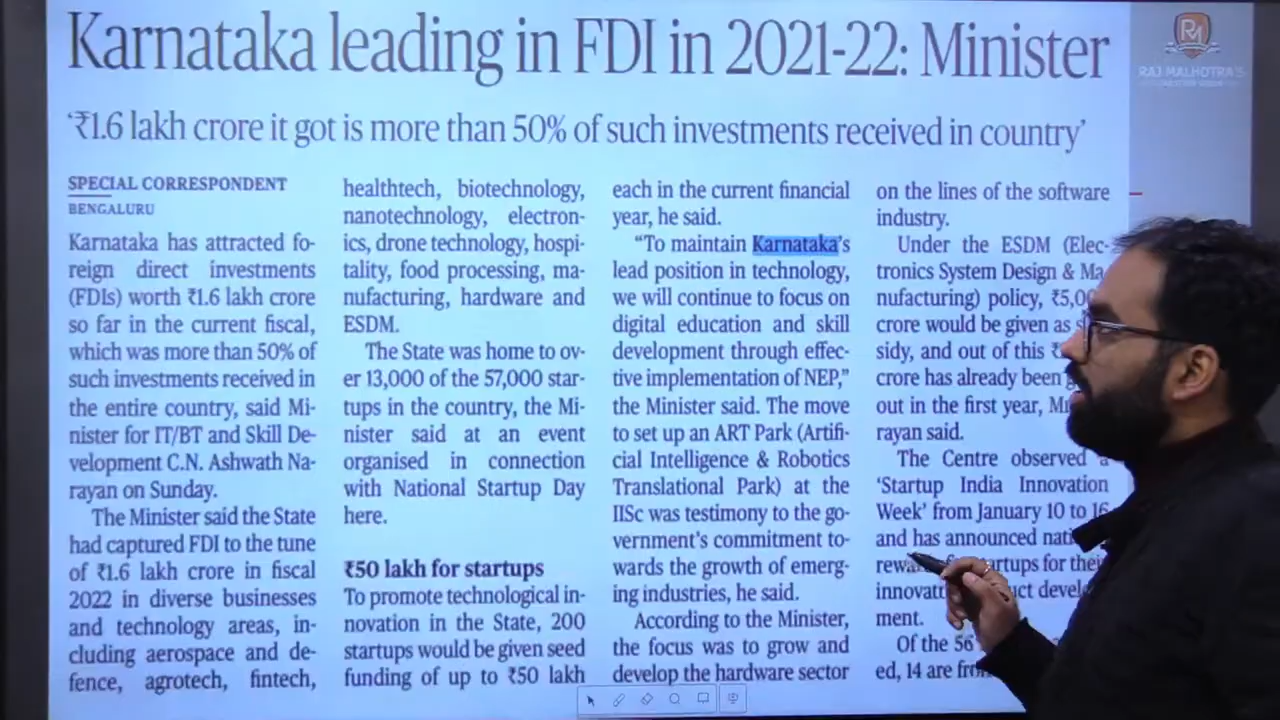 Karnataka leading in FDI in 2021-22: Minister
‘₹1.6 lakh crore it got is more than 50% of such investments received in country’
SPECIAL CORRESPONDENT
BENGALURU
Karnataka has attracted fo-
reign direct investments
(FDIs) worth ₹1.6 lakh crore
so far in the current fiscal,
which was more than 50% of
such investments received in
the entire country, said Mi-
nister for IT/BT and Skill De-
velopment C.N. Ashwath Na-
rayan on Sunday.
The Minister said the State
had captured FDI to the tune
of ₹1.6 lakh crore in fiscal
2022 in diverse businesses
and technology areas, in-
cluding aerospace and de-
fence, agrotech, fintech,
healthtech, biotechnology,
nanotechnology, electron-
ics, drone technology, hospi-
tality, food processing, ma-
nufacturing, hardware and
ESDM.
The State was home to ov-
er 13,000 of the 57,000 star-
tups in the country, the Mi-
nister said at an event
organised in connection
with National Startup Day
here.
₹50 lakh for startups
To promote technological in-
novation in the State, 200
startups would be given seed
funding of up to ₹50 lakh
each in the current financial
year, he said.
“To maintain Karnataka’s
lead position in technology,
we will continue to focus on
digital education and skill
development through effec-
tive implementation of NEP,”
the Minister said. The move
to set up an ART Park (Artifi-
cial Intelligence & Robotics
Translational Park) at the
IISc was testimony to the go-
vernment’s commitment to-
wards the growth of emerg-
ing industries, he said.
According to the Minister,
the focus was to grow and
develop the hardware sector
on the lines of the software
industry.
Under the ESDM (Elec-
tronics System Design & Ma-
nufacturing) policy,
crore would be given as
sidy, and out of this
crore has already been
out in the first year,
rayan said.
The Centre observed a
‘Startup India Innovation
Week’ from January 10 to 16
and has announced
for their
ment.
Of the
ed, 14 are
RM
RAJ MALHOTRA'S